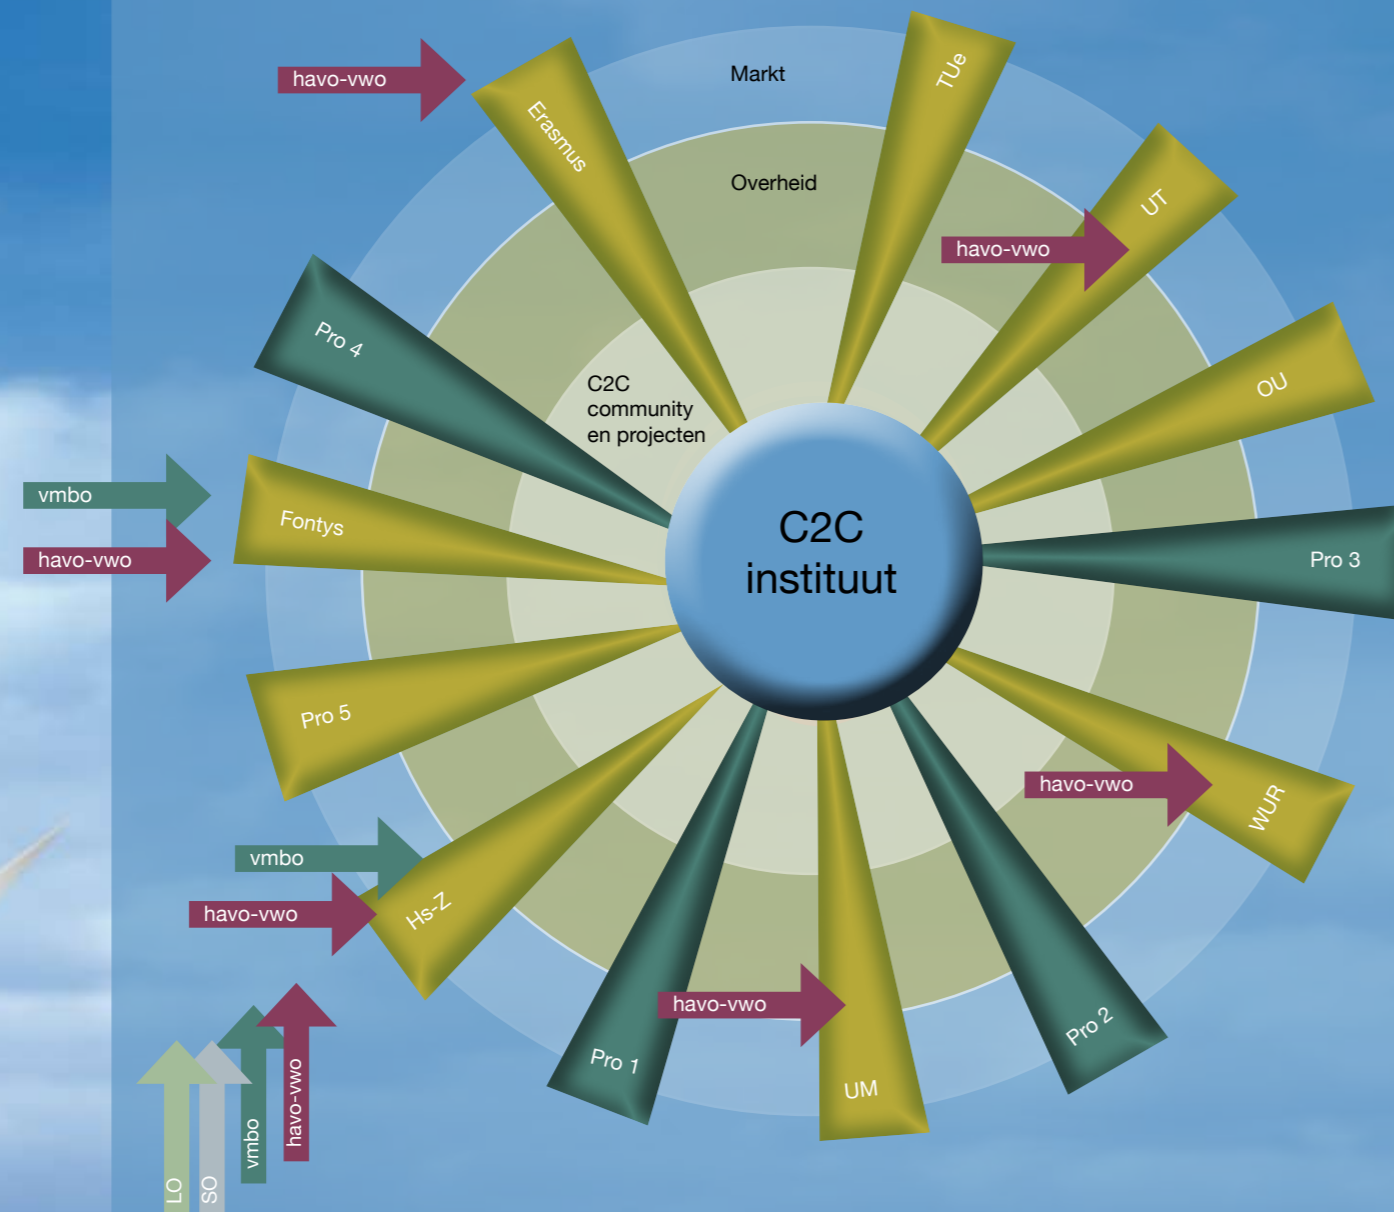 havo-vwo
Erasmus
Markt
TUe
Overheid
UT
havo-vwo
Pro 4
C2C
community
en projecten
OU
vmbo
Fontys
havo-vwo
C2C
instituut
Pro 3
Pro 5
havo-vwo
WUR
vmbo
havo-vwo
Hs-Z
havo-vwo
Pro 1
UM
Pro 2
LO
SO
vmbo
havo-vwo